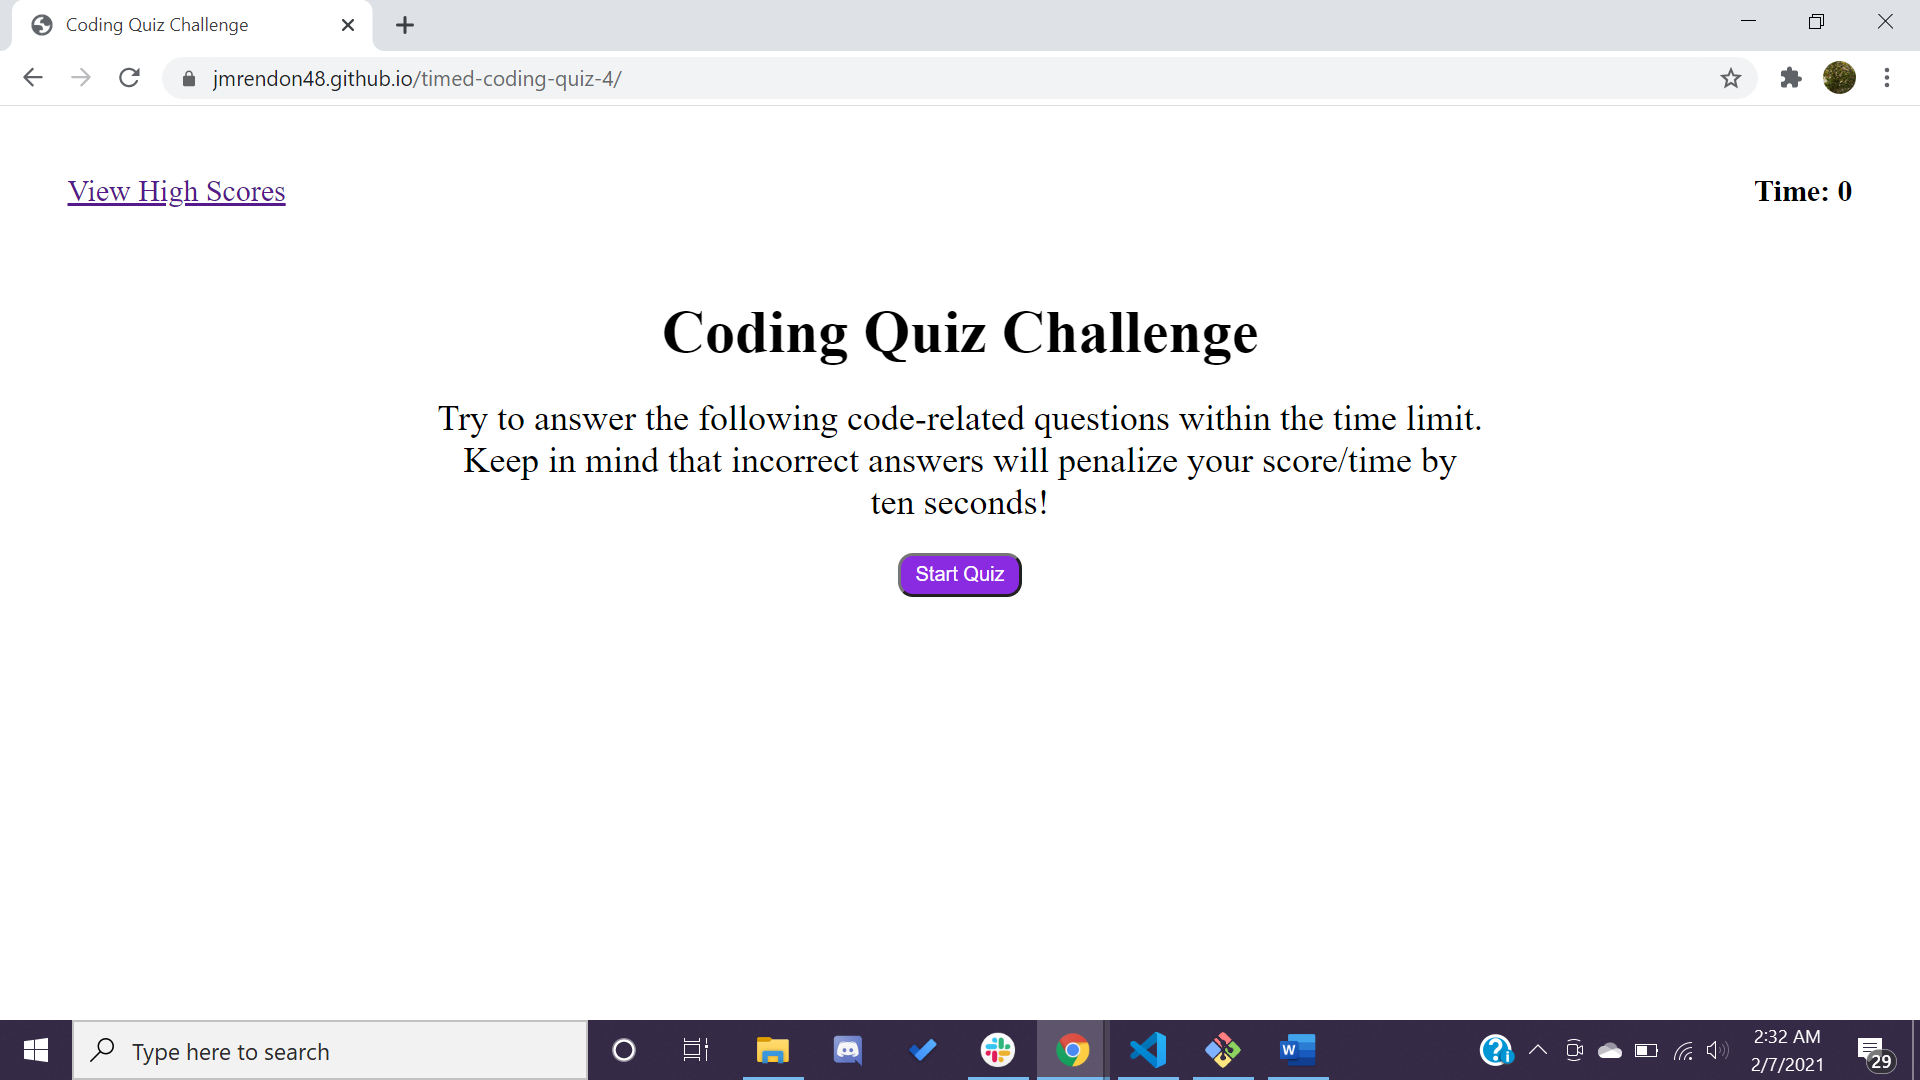 Coding Quiz Challenge
jmrendon48.github.io/timed-coding-quiz-4/
View High Scores
Time: 0
Coding Quiz Challenge
Try to answer the following code-related questions within the time limit.
Keep in mind that incorrect answers will penalize your score/time by
ten seconds!
Start Quiz
Type here to search
W
2:32 AM
2/7/2021
29